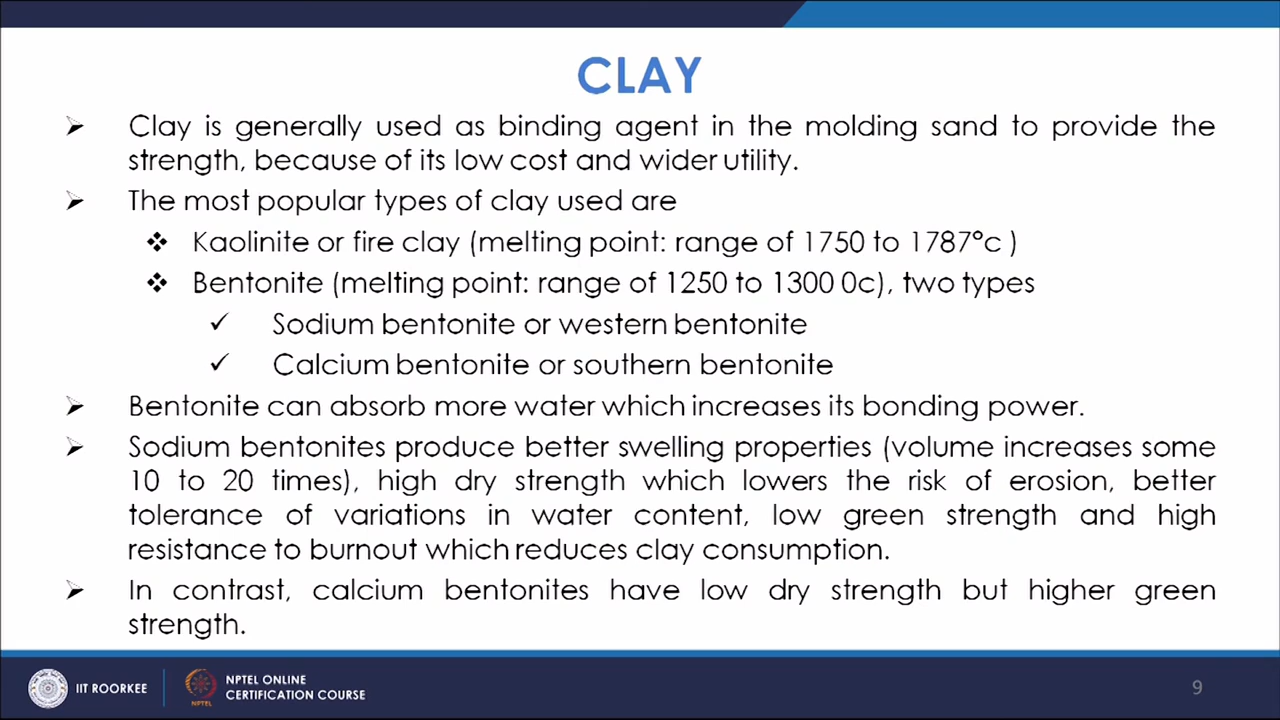 CLAY
Clay is generally used as binding agent in the molding sand to provide the
strength, because of its low cost and wider utility.
The most popular types of clay used are
Kaolinite or fire clay (melting point: range of 1750 to 1787°c )
Bentonite (melting point: range of 1250 to 1300 0c), two types
Sodium bentonite or western bentonite
Calcium bentonite or southern bentonite
Bentonite can absorb more water which increases its bonding power.
Sodium bentonites produce better swelling properties (volume increases some
10 to 20 times), high dry strength which lowers the risk of erosion, better
tolerance of variations in water content, low green strength and high
resistance to burnout which reduces clay consumption.
In contrast, calcium bentonites have low dry strength but higher green
strength.
IIT ROORKEE
NPTEL
NPTEL ONLINE
CERTIFICATION COURSE
9